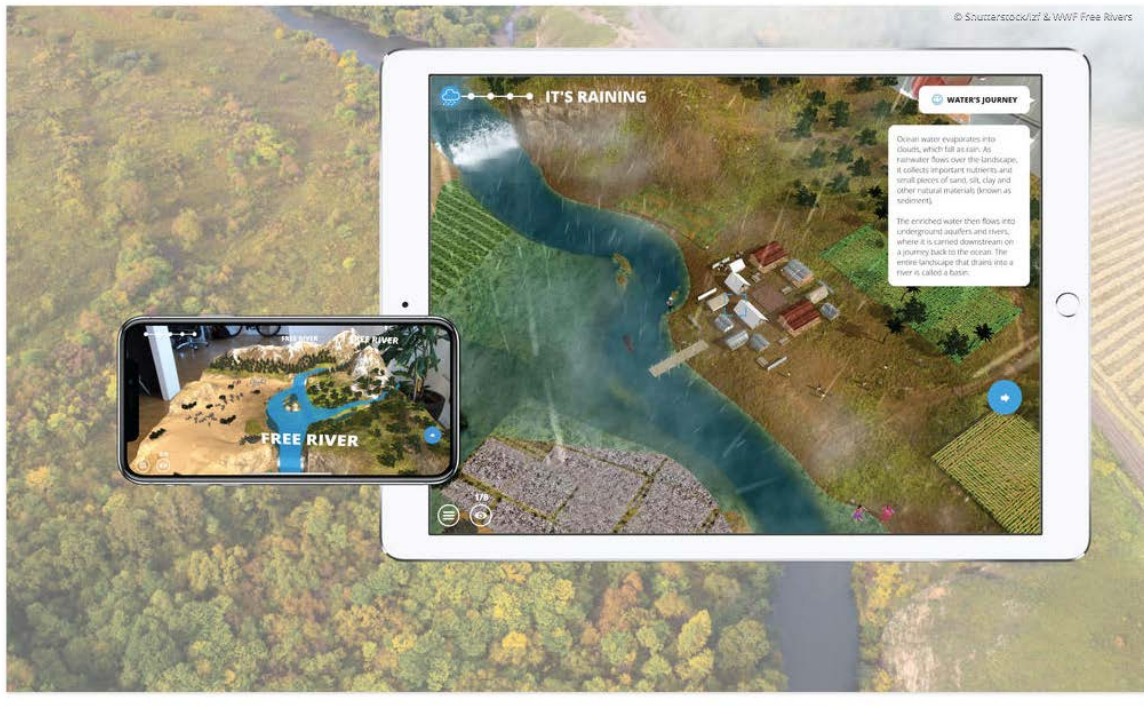 © Shutterstock/Izf & WWF Free Rivers
IT'S RAINING
WATER'S JOURNEY
Ocean water evaporates into
clouds, which fall as rain. As
rainwater flows over the landscape,
it collects important nutrients and
small pieces of sand, silt, clay and
other natural materials (known as
sediment).
The enriched water then flows into
underground aquifers and rivers,
where it is carried downstream on
a journey back to the ocean. The
entire landscape that drains into a
river is called a basin.
FREE RIVER
FREE RIVER
FREE RIVER
1/8